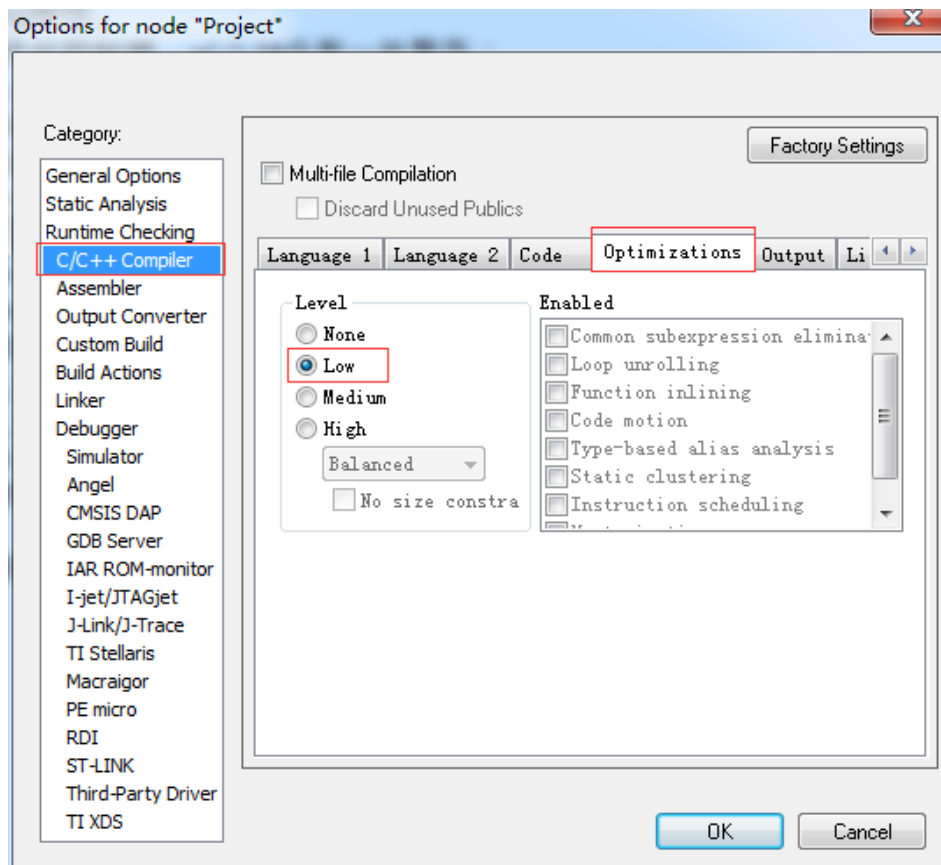 Options for node "Project"
Category:
Factory Settings
General Options
Static Analysis
Runtime Checking
C/C++ Compiler
Assembler
Output Converter
Custom Build
Build Actions
Linker
Debugger
Simulator
Angel
CMSIS DAP
GDB Server
IAR ROM-monitor
I-jet/JTAGjet
J-Link/J-Trace
TI Stellaris
Macraigor
PE micro
RDI
ST-LINK
Third-Party Driver
TI XDS
Multi-file Compilation
Discard Unused Publics
Language 1 Language 2 Code Optimizations Output Li
Level
None
Low
Medium
High
Balanced
No size constra
Enabled
Common subexpression elimina
Loop unrolling
Function inlining
Code motion
Type-based alias analysis
Static clustering
Instruction scheduling
OK Cancel